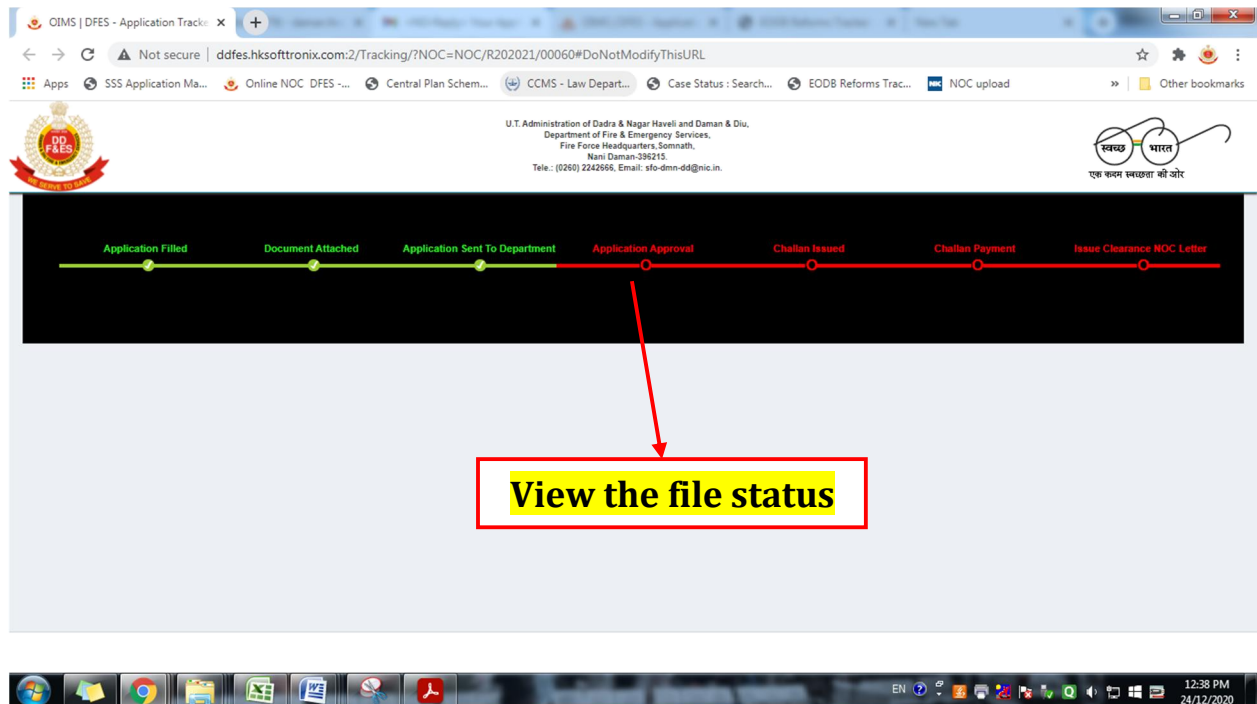 OIMS | DFES - Application Tracke
Not secure | ddfes.hksofttronix.com:2/Tracking/?NOC=NOC/R202021/00060#DoNotModifyThisURL
Apps SSS Application Ma... Online NOC DFES -... Central Plan Schem... CCMS - Law Depart... Case Status : Search... EODB Reforms Trac... NIC NOC upload » Other bookmarks
DD
F&ES
WE SERVE TO SAVE
U.T. Administration of Dadra & Nagar Haveli and Daman & Diu,
Department of Fire & Emergency Services,
Fire Force Headquarters, Somnath,
Nani Daman-396215.
Tele.: (0260) 2242666, Email: sfo-dmn-dd@nic.in.
स्वच्छ भारत
एक कदम स्वच्छता की ओर
Application Filled Document Attached Application Sent To Department Application Approval Challan Issued Challan Payment Issue Clearance NOC Letter
View the file status
EN
12:38 PM
24/12/2020